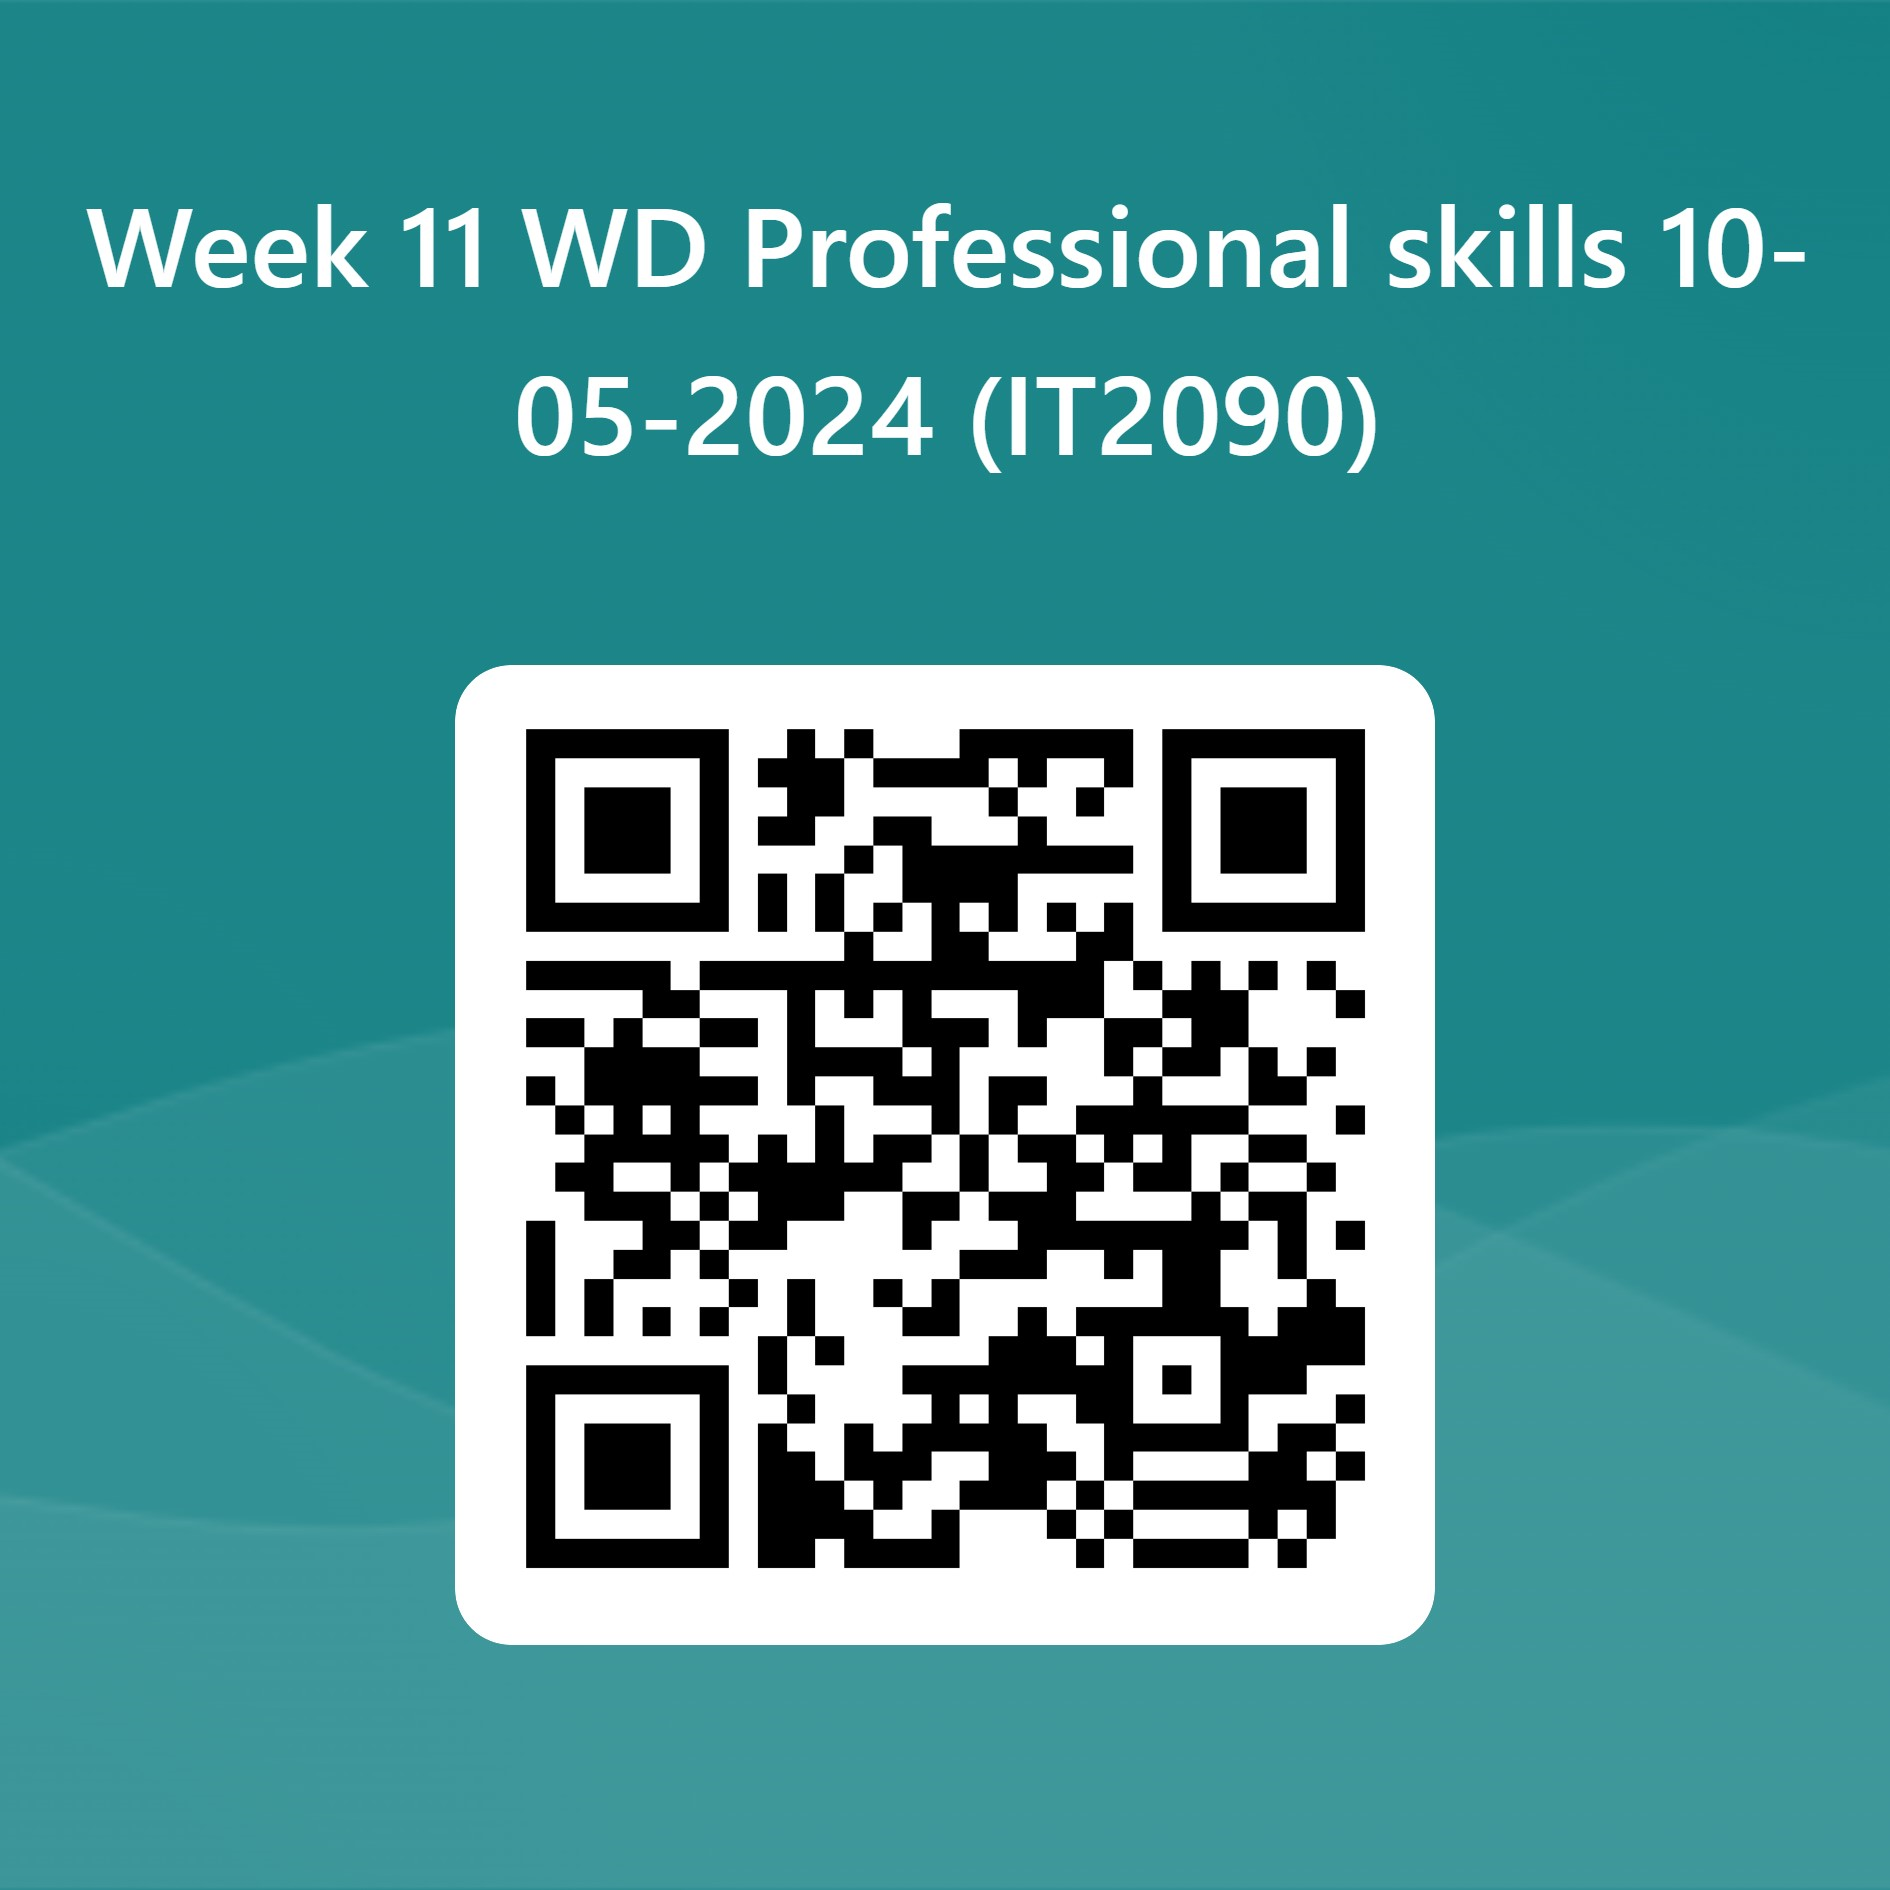 Week 11 WD Professional skills 10-
05-2024 (IT2090)